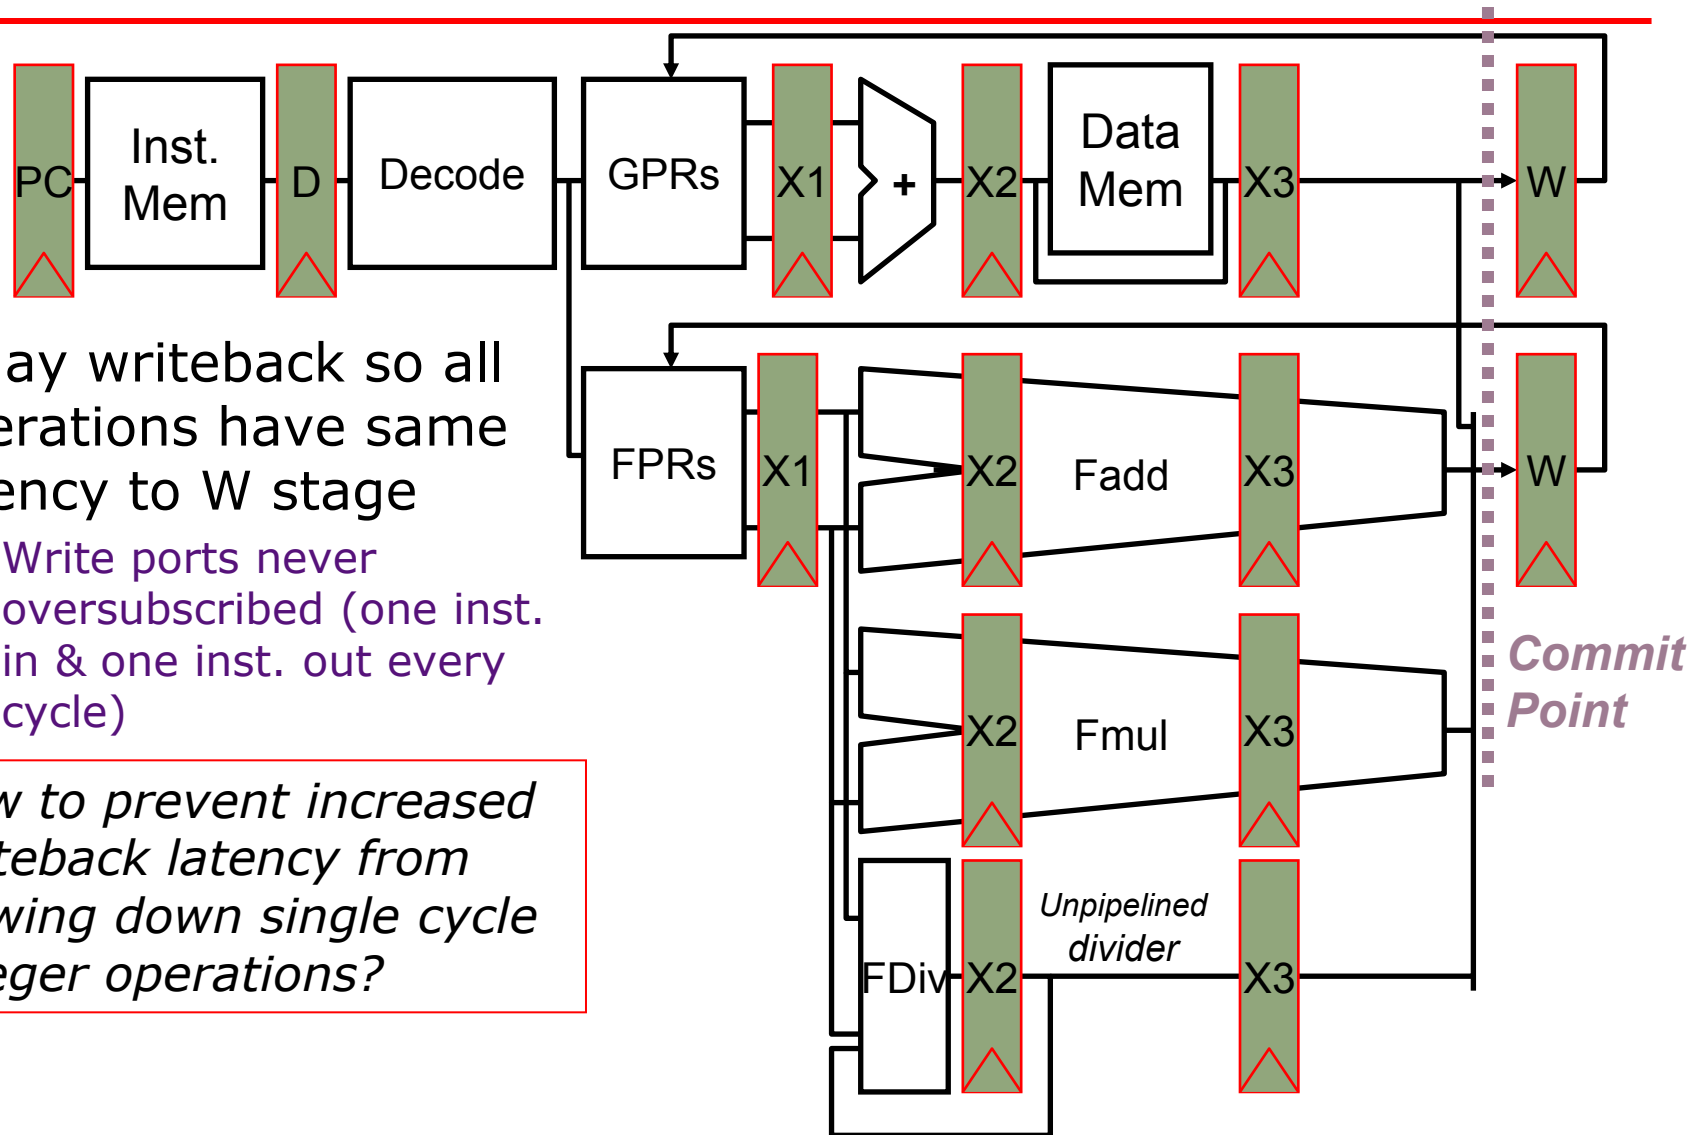 PC
Inst.
Mem
D
Decode
GPRs
X1
+
X2
Data
Mem
X3
W
ay writeback so all
erations have same
ency to W stage
Write ports never
oversubscribed (one inst.
in & one inst. out every
cycle)
w to prevent increased
teback latency from
wing down single cycle
eger operations?
FPRs
X1
X2
Fadd
X3
W
X2
Fmul
X3
Commit
Point
FDiv
X2
Unpipelined
divider
X3